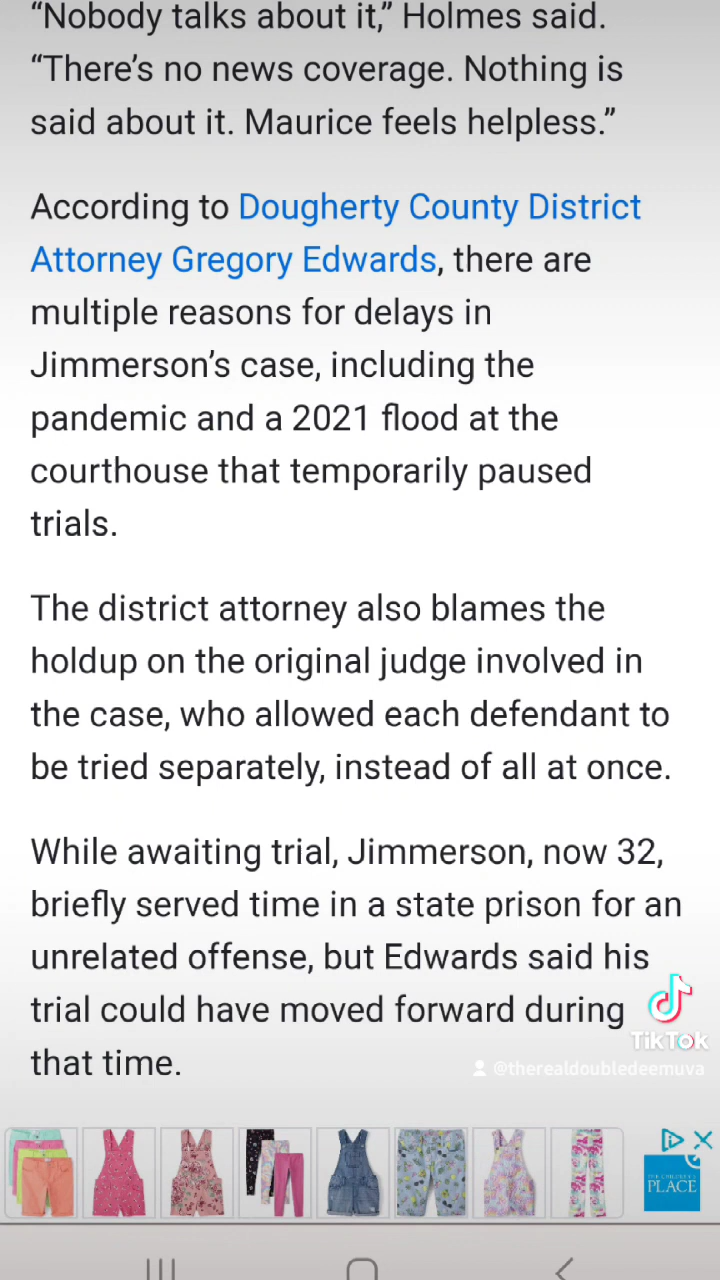 “Nobody talks about it,” Holmes said.
“There’s no news coverage. Nothing is
said about it. Maurice feels helpless.”
According to Dougherty County District
Attorney Gregory Edwards, there are
multiple reasons for delays in
Jimmerson’s case, including the
pandemic and a 2021 flood at the
courthouse that temporarily paused
trials.
The district attorney also blames the
holdup on the original judge involved in
the case, who allowed each defendant to
be tried separately, instead of all at once.
While awaiting trial, Jimmerson, now 32,
briefly served time in a state prison for an
unrelated offense, but Edwards said his
trial could have moved forward during
that time.
TikTok
@therealdoubledeemuva
THE CHILDREN'S
PLACE